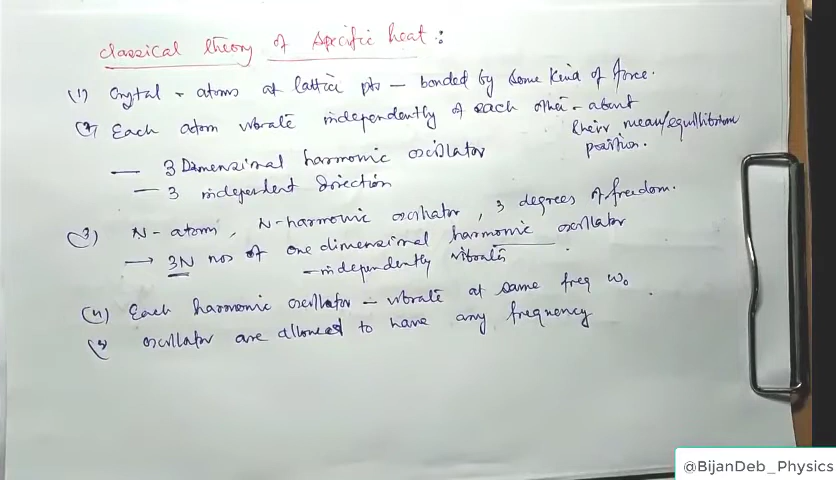 classical theory of specific heat :
(1) Crystal - atoms at lattice pts - bonded by some kind of force.
(2) Each atom vibrate independently of each other - about
their mean/equillibrium
position.
— 3 Dimensional harmonic oscillator
— 3 independent direction
(3) N - atoms, N-harmonic oscillator, 3 degrees of freedom.
→ 3N nos of one dimensional harmonic oscillator
- independently vibrate
(4) Each harmonic oscillator - vibrate at same freq ω₀
(5) oscillator are allowed to have any frequency
@BijanDeb_Physics